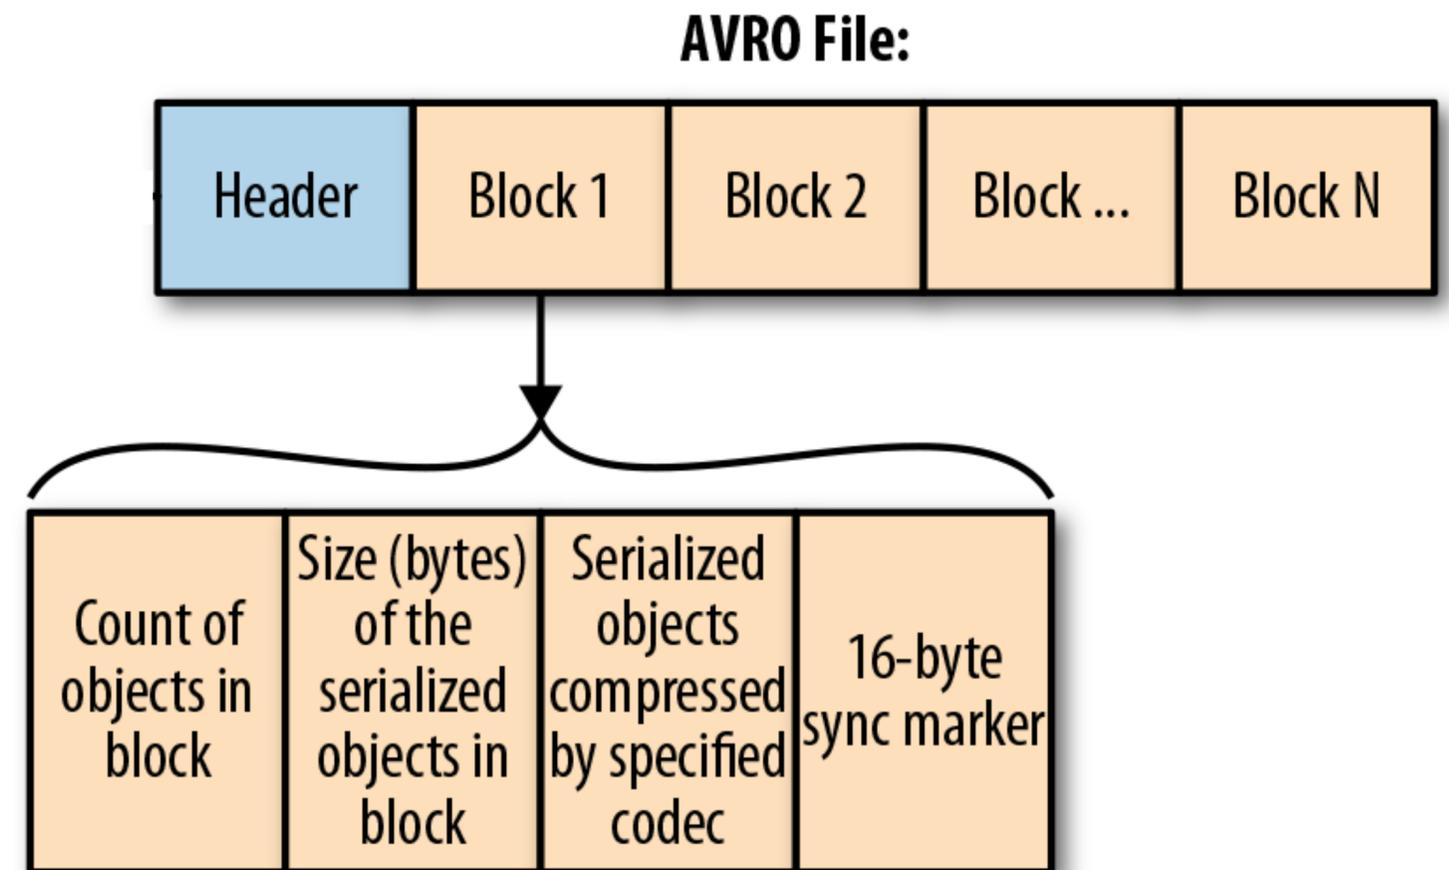 AVRO File:
Header
Block 1
Block 2
Block ...
Block N
Count of
objects in
block
Size (bytes)
of the
serialized
objects in
block
Serialized
objects
compressed
by specified
codec
16-byte
sync marker